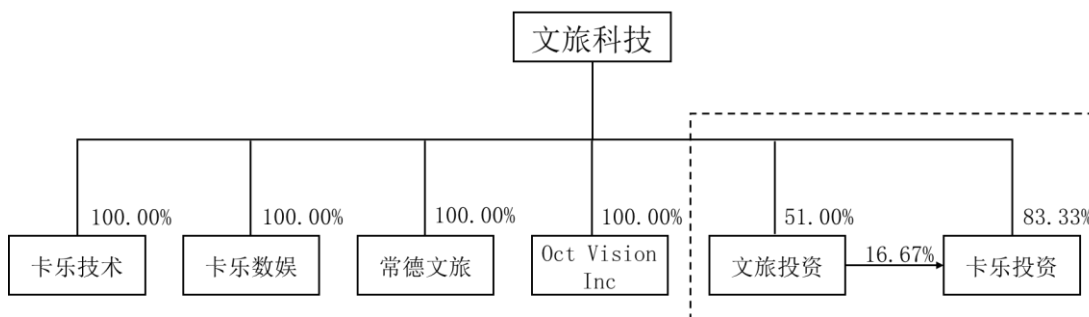 文旅科技
100.00%
100.00%
100.00%
100.00%
51.00%
83.33%
卡乐技术
卡乐数娱
常德文旅
Oct Vision
Inc
文旅投资
16.67%
卡乐投资